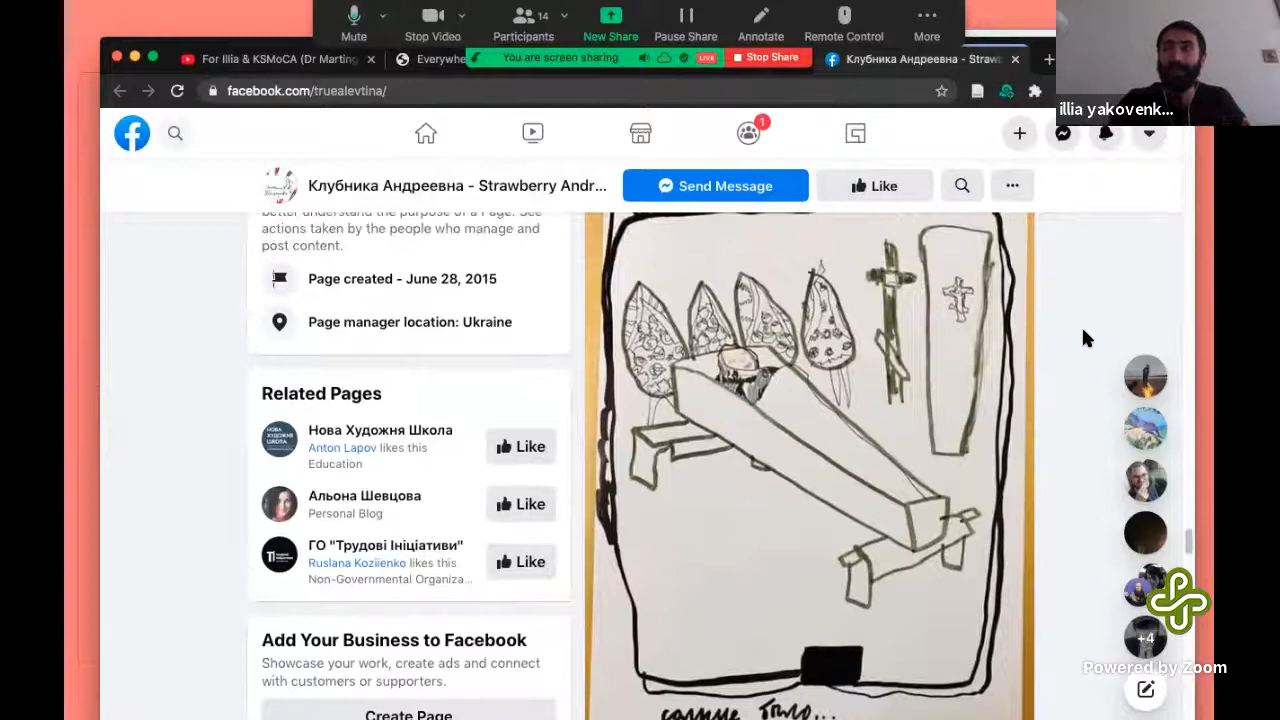 Mute
Stop Video
14
Participants
New Share
Pause Share
Annotate
Remote Control
More
For Illia & KSMoCA (Dr Marting
Everywhe
You are screen sharing
LIVE
Stop Share
Клубника Андреевна - Straw
facebook.com/truealevtina/
illia yakovenk...
1
Клубника Андреевна - Strawberry Andr...
Send Message
Like
better understand the purpose of a Page. See
actions taken by the people who manage and
post content.
Page created - June 28, 2015
Page manager location: Ukraine
Related Pages
Нова Художня Школа
Anton Lapov likes this
Education
Like
Альона Шевцова
Personal Blog
Like
ГО "Трудові Ініціативи"
Ruslana Koziienko likes this
Non-Governmental Organiza...
Like
Add Your Business to Facebook
Showcase your work, create ads and connect
with customers or supporters.
Create Page
+4
Powered by Zoom